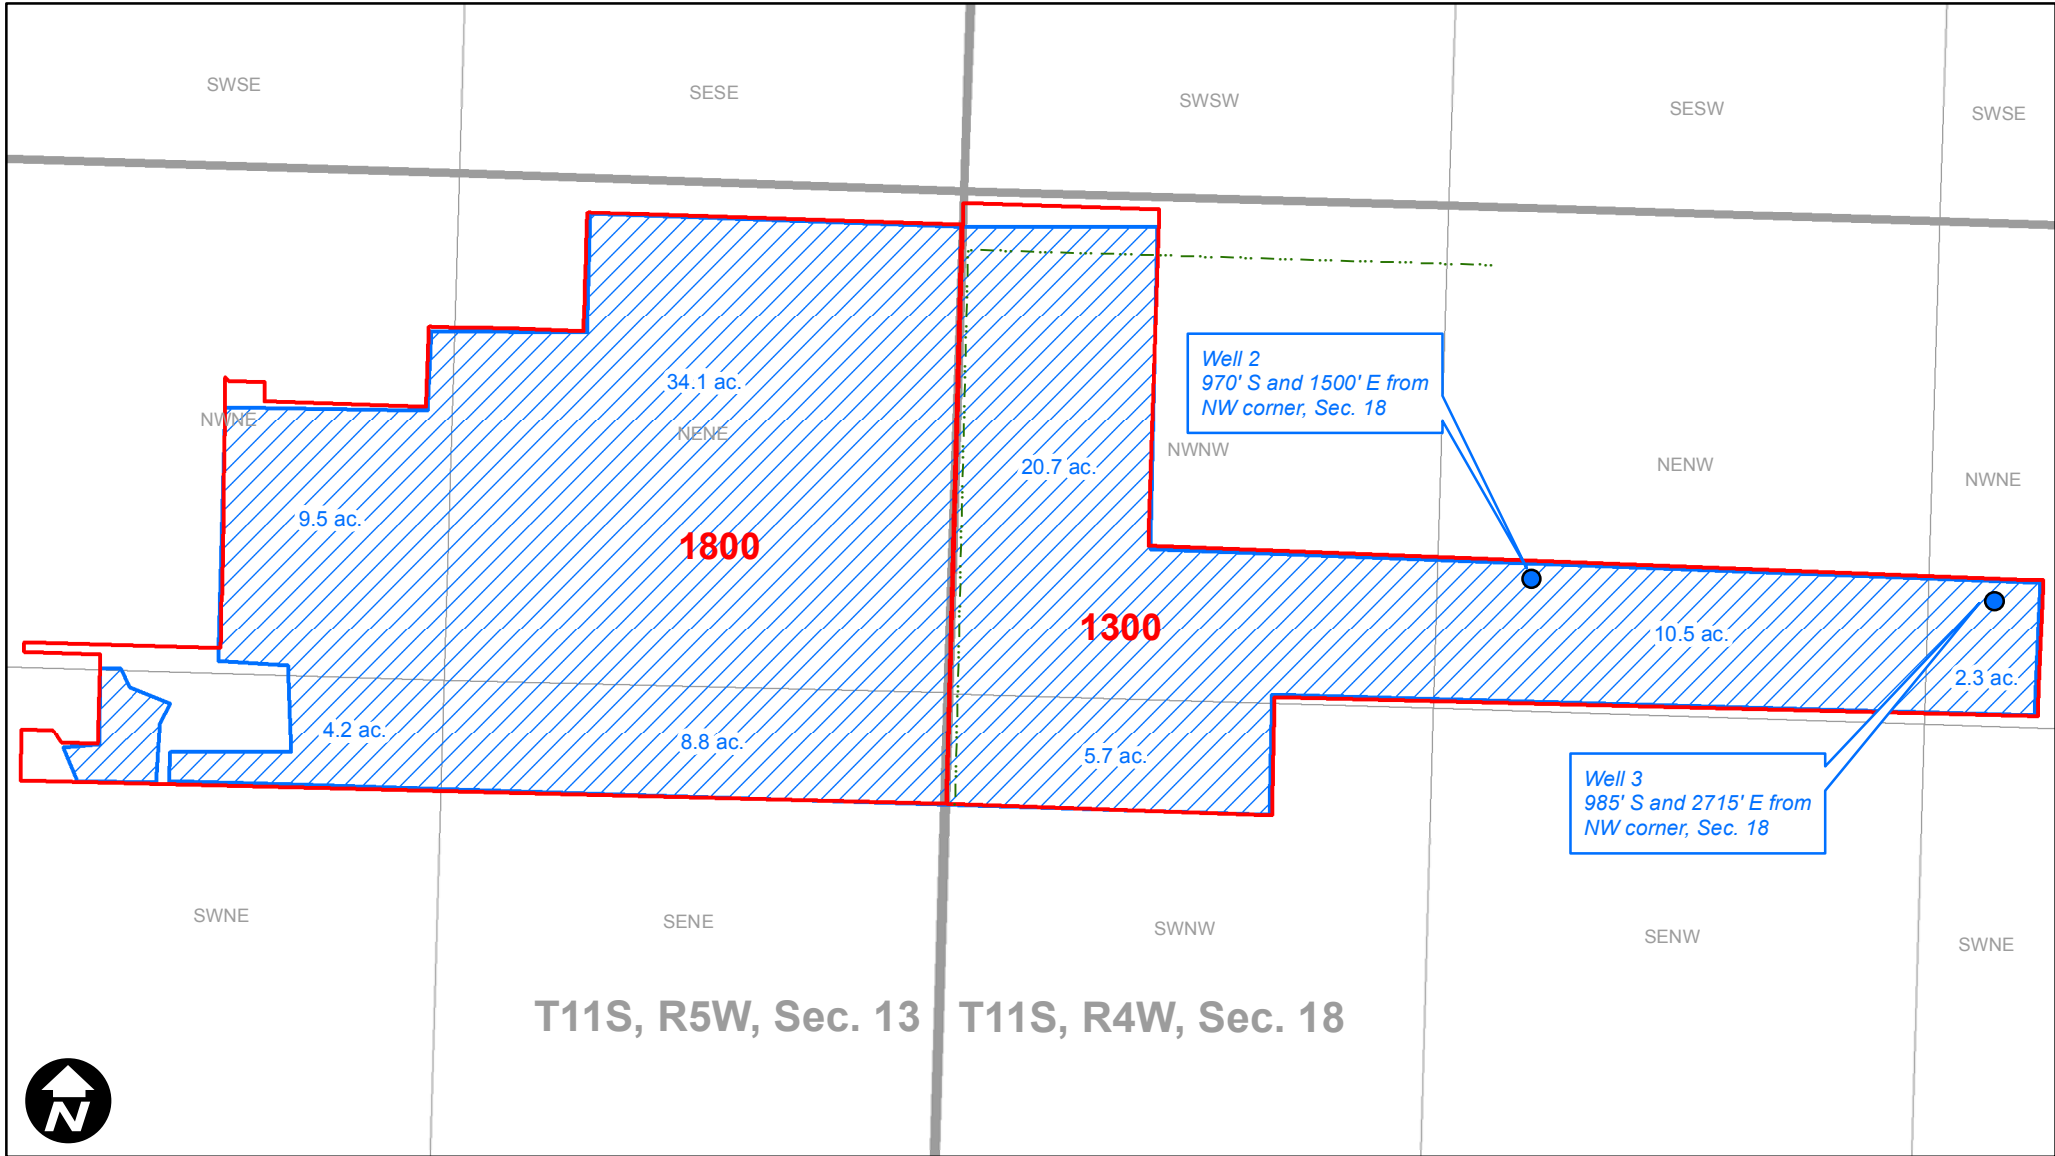 SWSE
SESE
SWSW
SESW
SWSE
Well 2
970' S and 1500' E from
NW corner, Sec. 18
34.1 ac.
NWNE
NENE
20.7 ac.
NWNW
NENW
NWNE
9.5 ac.
1800
1300
10.5 ac.
2.3 ac.
4.2 ac.
8.8 ac.
5.7 ac.
Well 3
985' S and 2715' E from
NW corner, Sec. 18
SWNE
SENE
SWNW
SENW
SWNE
T11S, R5W, Sec. 13
T11S, R4W, Sec. 18
N